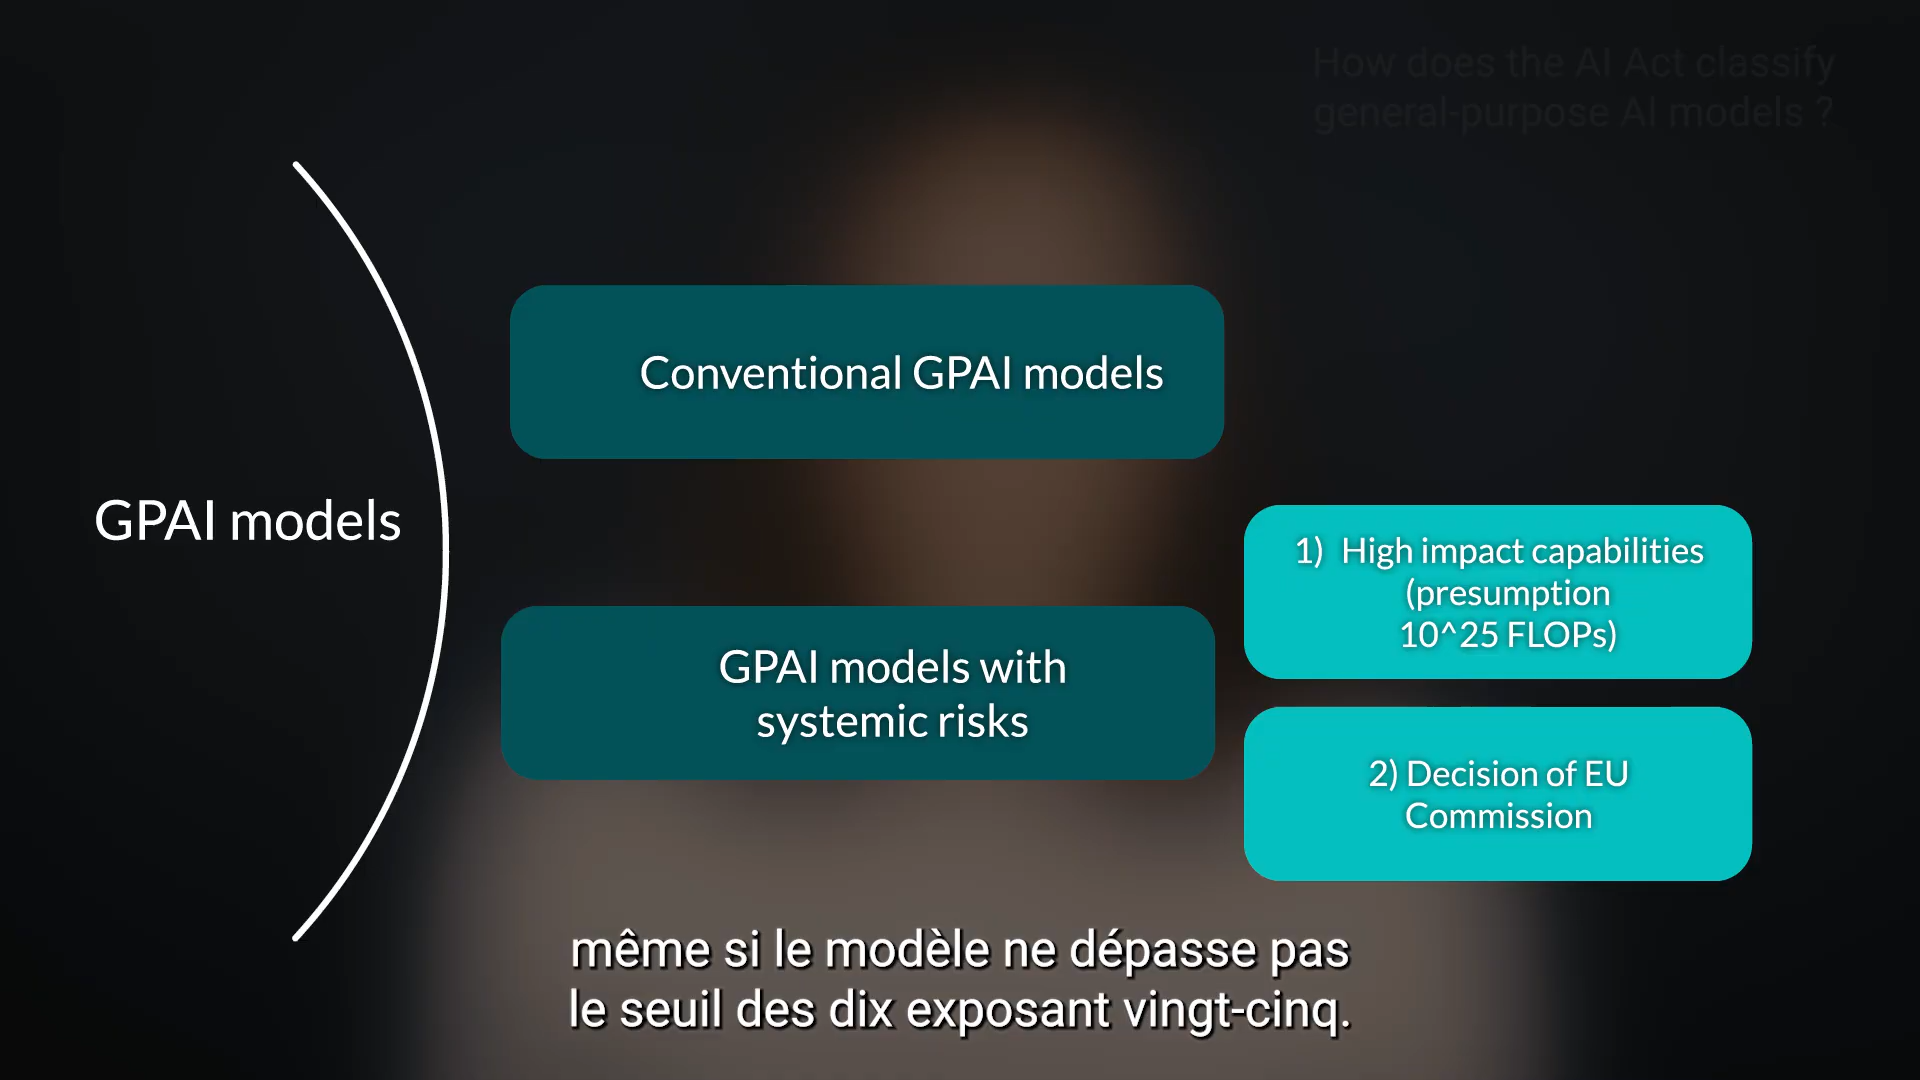 How does the AI Act classify
general-purpose AI models ?
GPAI models
Conventional GPAI models
GPAI models with
systemic risks
1) High impact capabilities
(presumption
10^25 FLOPs)
2) Decision of EU
Commission
même si le modèle ne dépasse pas
le seuil des dix exposant vingt-cinq.